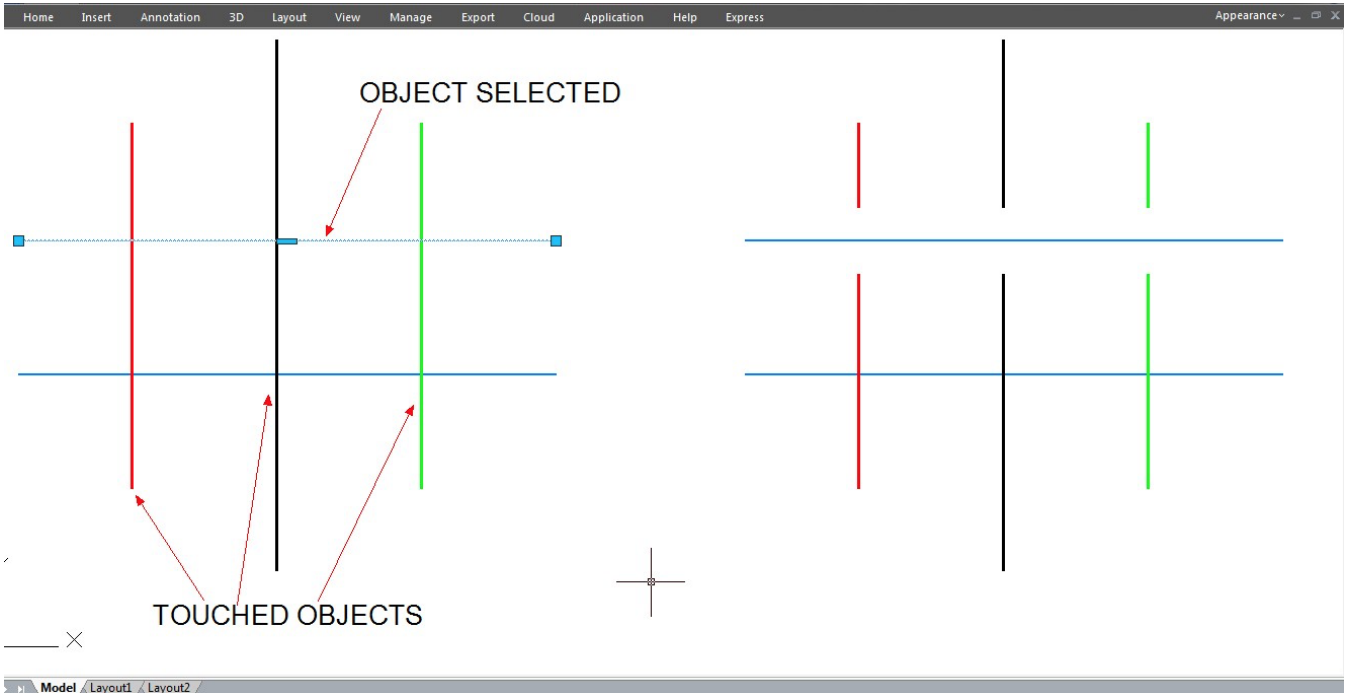 Home Insert Annotation 3D Layout View Manage Export Cloud Application Help Express Appearance
OBJECT SELECTED
TOUCHED OBJECTS
Model Layout1 Layout2